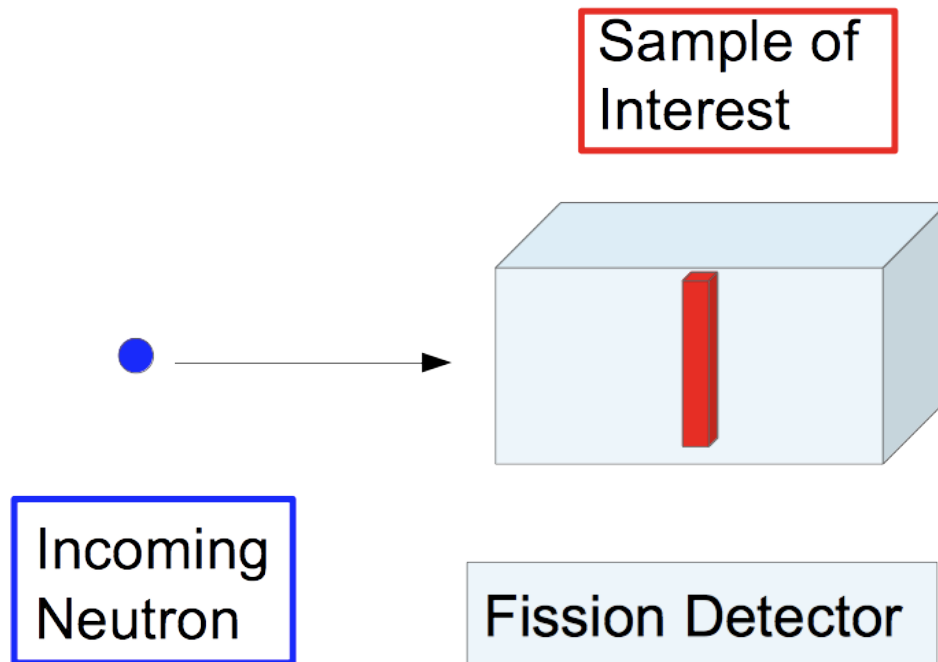 Sample of
Interest
Incoming
Neutron
Fission Detector